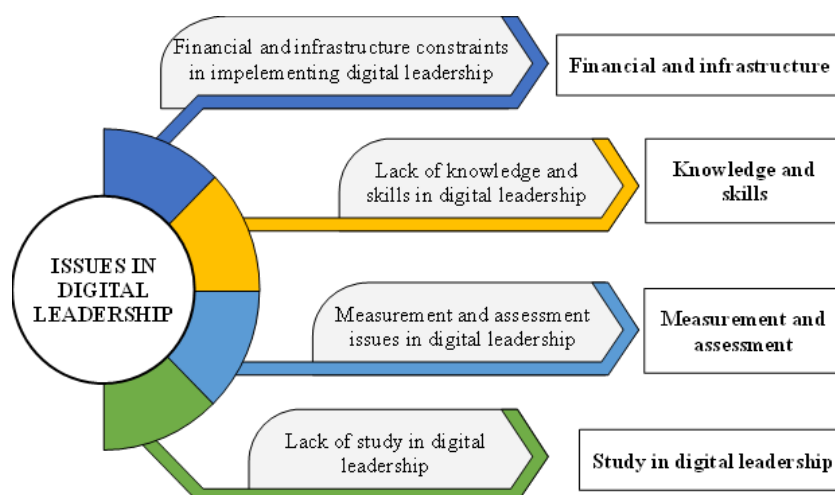 Financial and infrastructure constraints
in impelementing digital leadership
Financial and infrastructure
Lack of knowledge and
skills in digital leadership
Knowledge and
skills
ISSUES IN
DIGITAL
LEADERSHIP
Measurement and assessment
issues in digital leadership
Measurement and
assessment
Lack of study in digital
leadership
Study in digital leadership